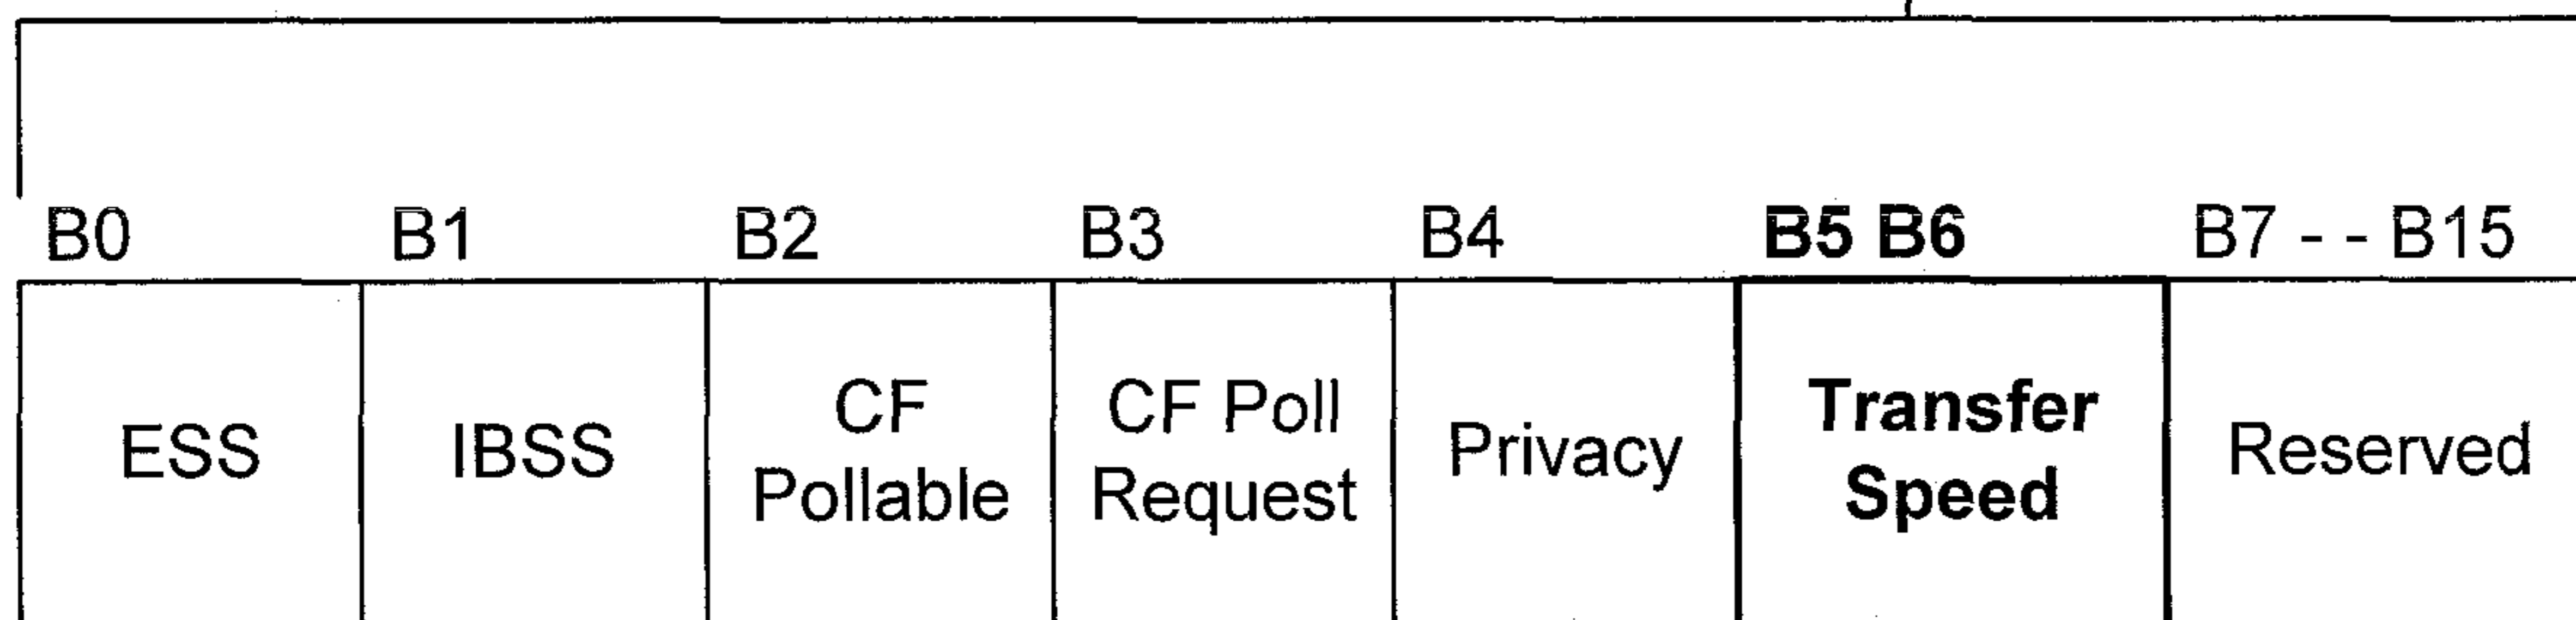 B0 B1 B2 B3 B4 B5 B6 B7 - - B15
ESS IBSS CF Pollable CF Poll Request Privacy Transfer Speed Reserved